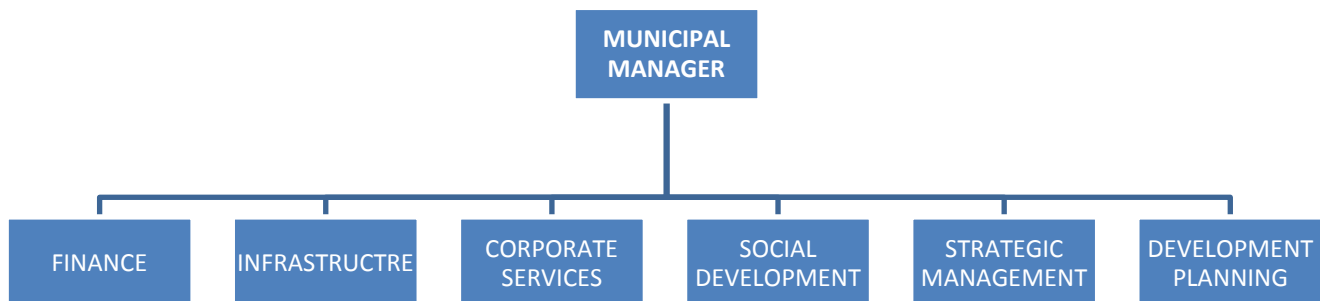 MUNICIPAL
MANAGER
FINANCE
INFRASTRUCTRE
CORPORATE
SERVICES
SOCIAL
DEVELOPMENT
STRATEGIC
MANAGEMENT
DEVELOPMENT
PLANNING